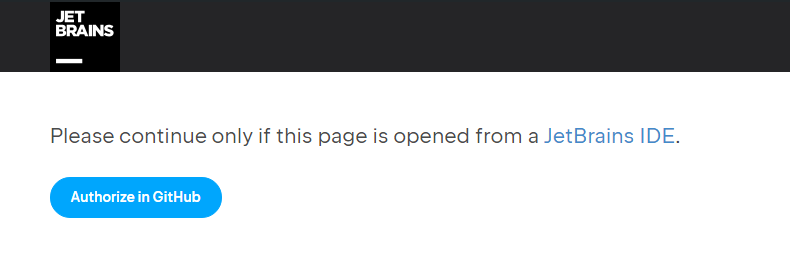 JET
BRAINS
Please continue only if this page is opened from a JetBrains IDE.
Authorize in GitHub